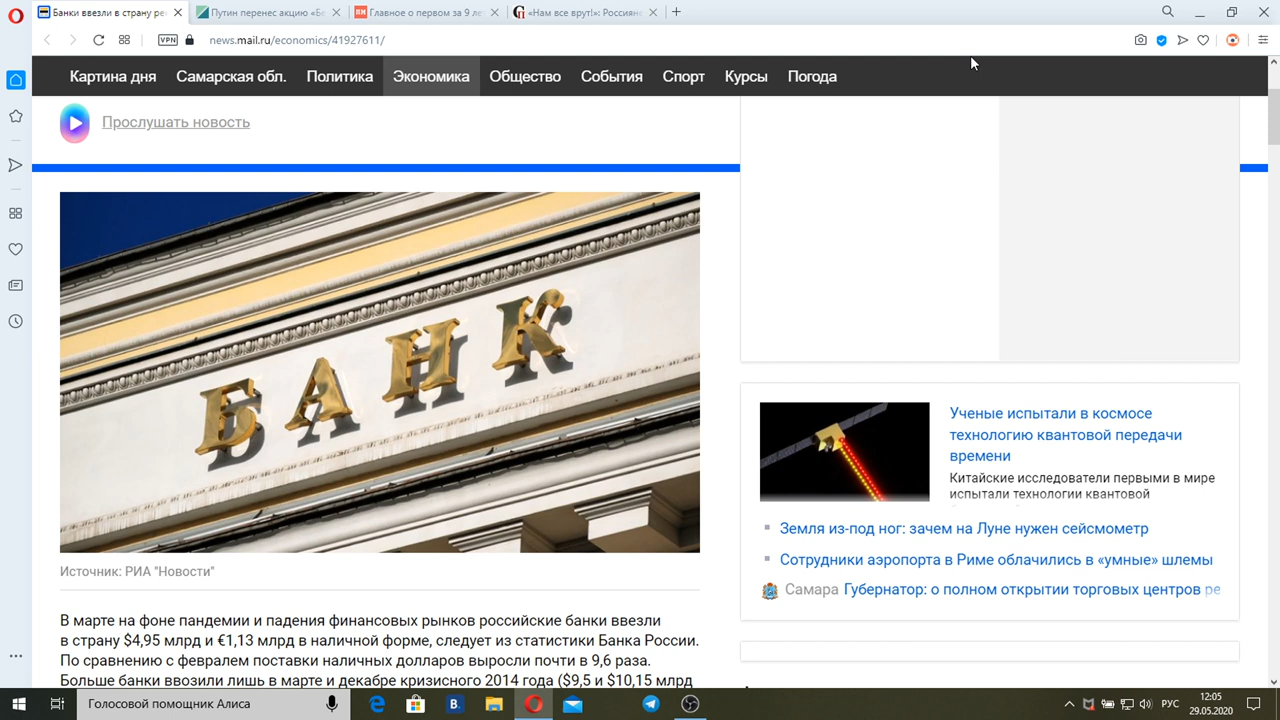 Банки ввезли в страну ре
Путин перенес акцию «Бе
Главное о первом за 9 ле
«Нам все врут!»: Россияне
VPN
news.mail.ru/economics/41927611/
Картина дня Самарская обл. Политика Экономика Общество События Спорт Курсы Погода
Прослушать новость
БАНК
Источник: РИА "Новости"
В марте на фоне пандемии и падения финансовых рынков российские банки ввезли
в страну $4,95 млрд и €1,13 млрд в наличной форме, следует из статистики Банка России.
По сравнению с февралем поставки наличных долларов выросли почти в 9,6 раза.
Больше банки ввозили лишь в марте и декабре кризисного 2014 года ($9,5 и $10,15 млрд
Ученые испытали в космосе
технологию квантовой передачи
времени
Китайские исследователи первыми в мире
испытали технологии квантовой
Земля из-под ног: зачем на Луне нужен сейсмометр
Сотрудники аэропорта в Риме облачились в «умные» шлемы
Самара Губернатор: о полном открытии торговых центров ре
Голосовой помощник Алиса
B.
РУС
12:05
29.05.2020